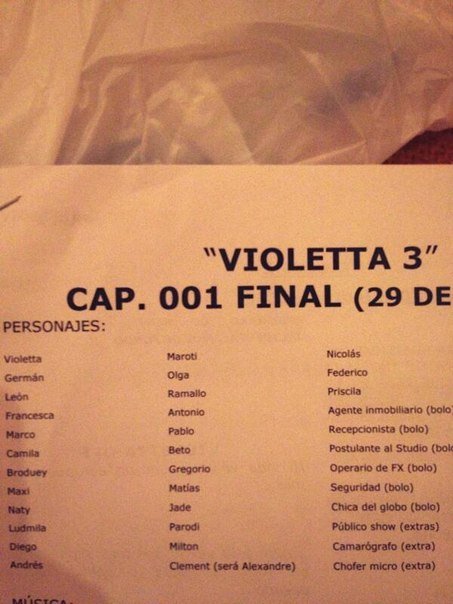 “VIOLETTA 3”
CAP. 001 FINAL (29 DE
PERSONAJES:
Violetta
Germán
León
Francesca
Marco
Camila
Broduey
Maxi
Naty
Ludmila
Diego
Andrés
Maroti
Olga
Ramallo
Antonio
Pablo
Beto
Gregorio
Matías
Jade
Parodi
Milton
Clement (será Alexandre)
Nicolás
Federico
Priscila
Agente inmobiliario (bolo)
Recepcionista (bolo)
Postulante al Studio (bolo
Operario de FX (bolo)
Seguridad (bolo)
Chica del globo (bolo)
Público show (extras)
Camarógrafo (extra)
Chofer micro (extra)
MÚSICA: